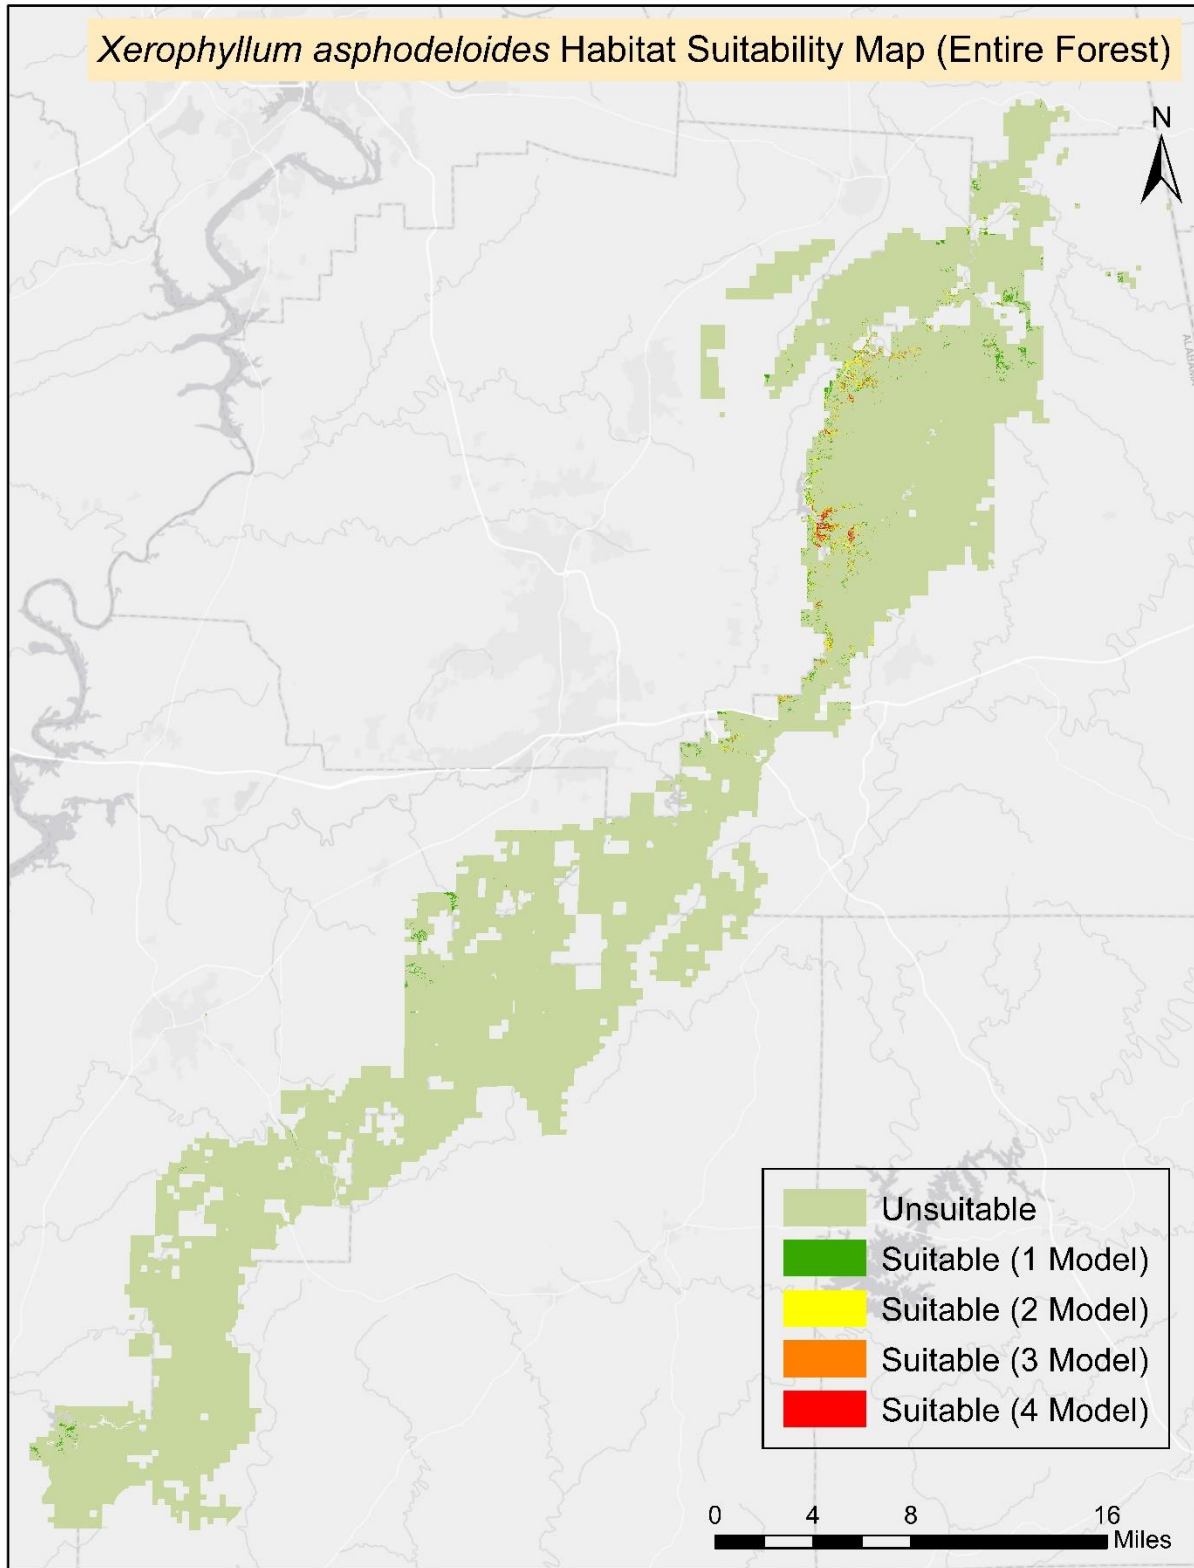 Xerophyllum asphodeloides Habitat Suitability Map (Entire Forest)
N
ALABAMA
Unsuitable
Suitable (1 Model)
Suitable (2 Model)
Suitable (3 Model)
Suitable (4 Model)
0 4 8 16
Miles